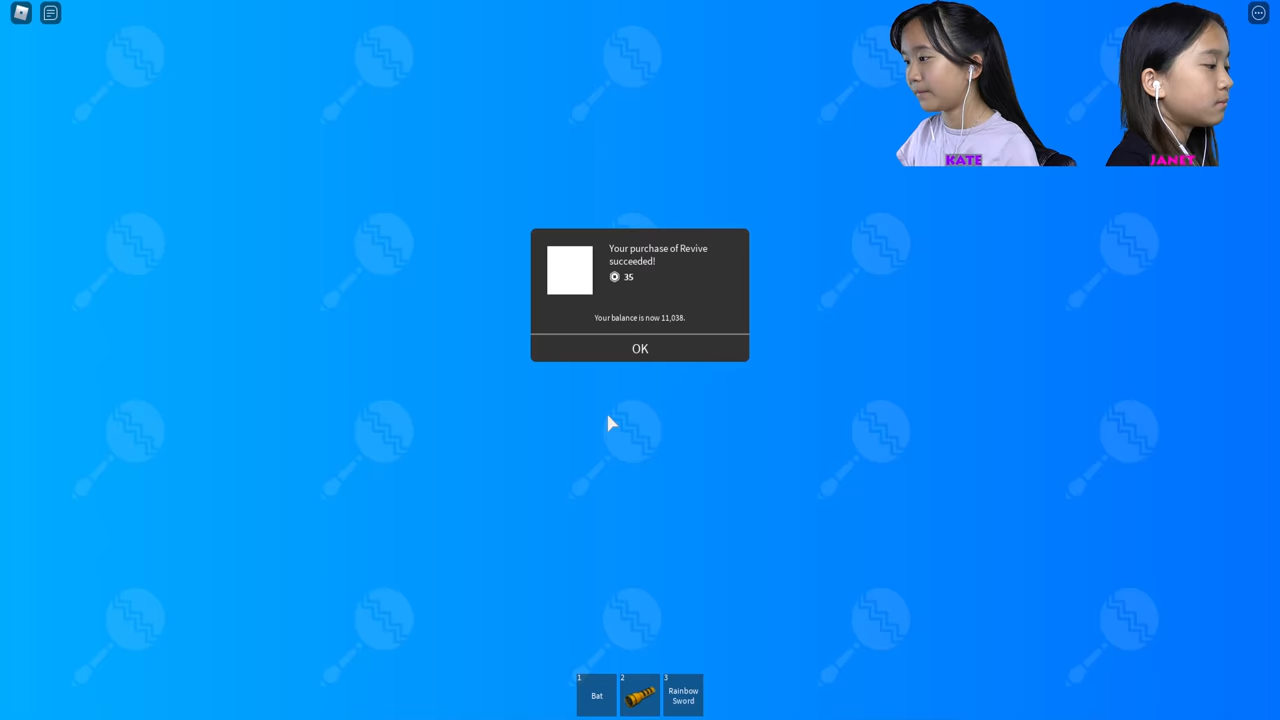 KATE
JANET
Your purchase of Revive
succeeded!
35
Your balance is now 11,038.
OK
1
Bat
2
3
Rainbow
Sword